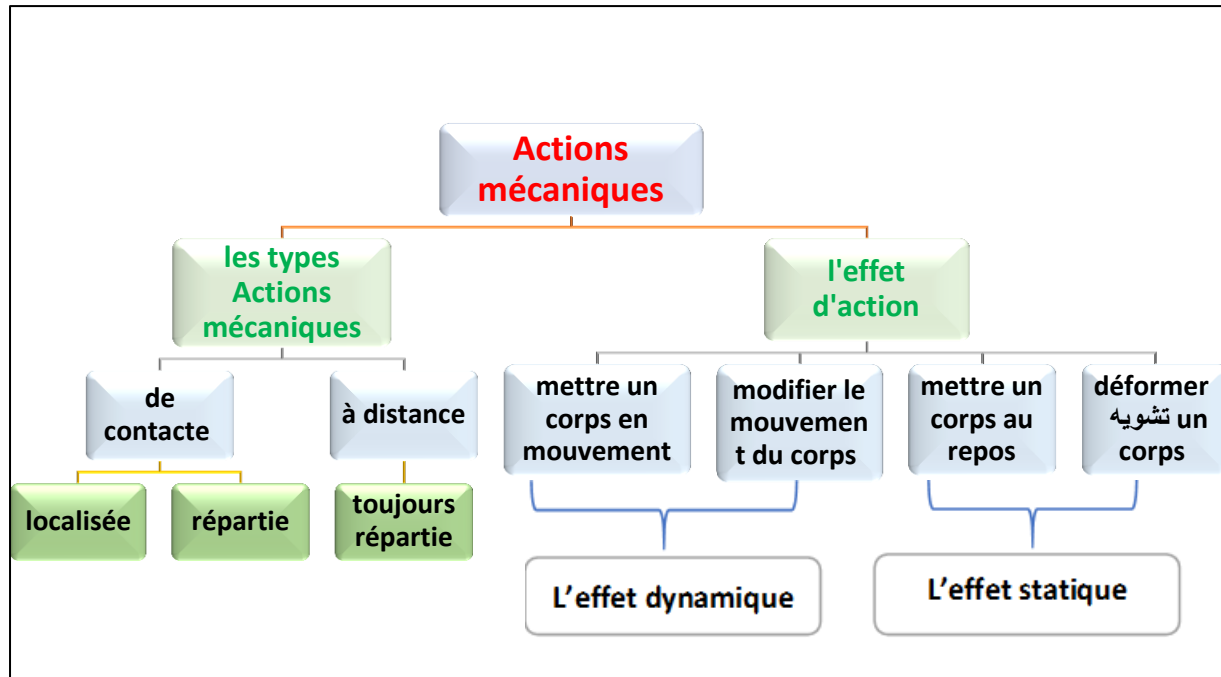 Actions
mécaniques
les types
Actions
mécaniques
l'effet
d'action
de
contacte
à distance
mettre un
corps en
mouvement
modifier le
mouvemen
t du corps
mettre un
corps au
repos
déformer
un تشويه
corps
localisée
répartie
toujours
répartie
L'effet dynamique
L'effet statique